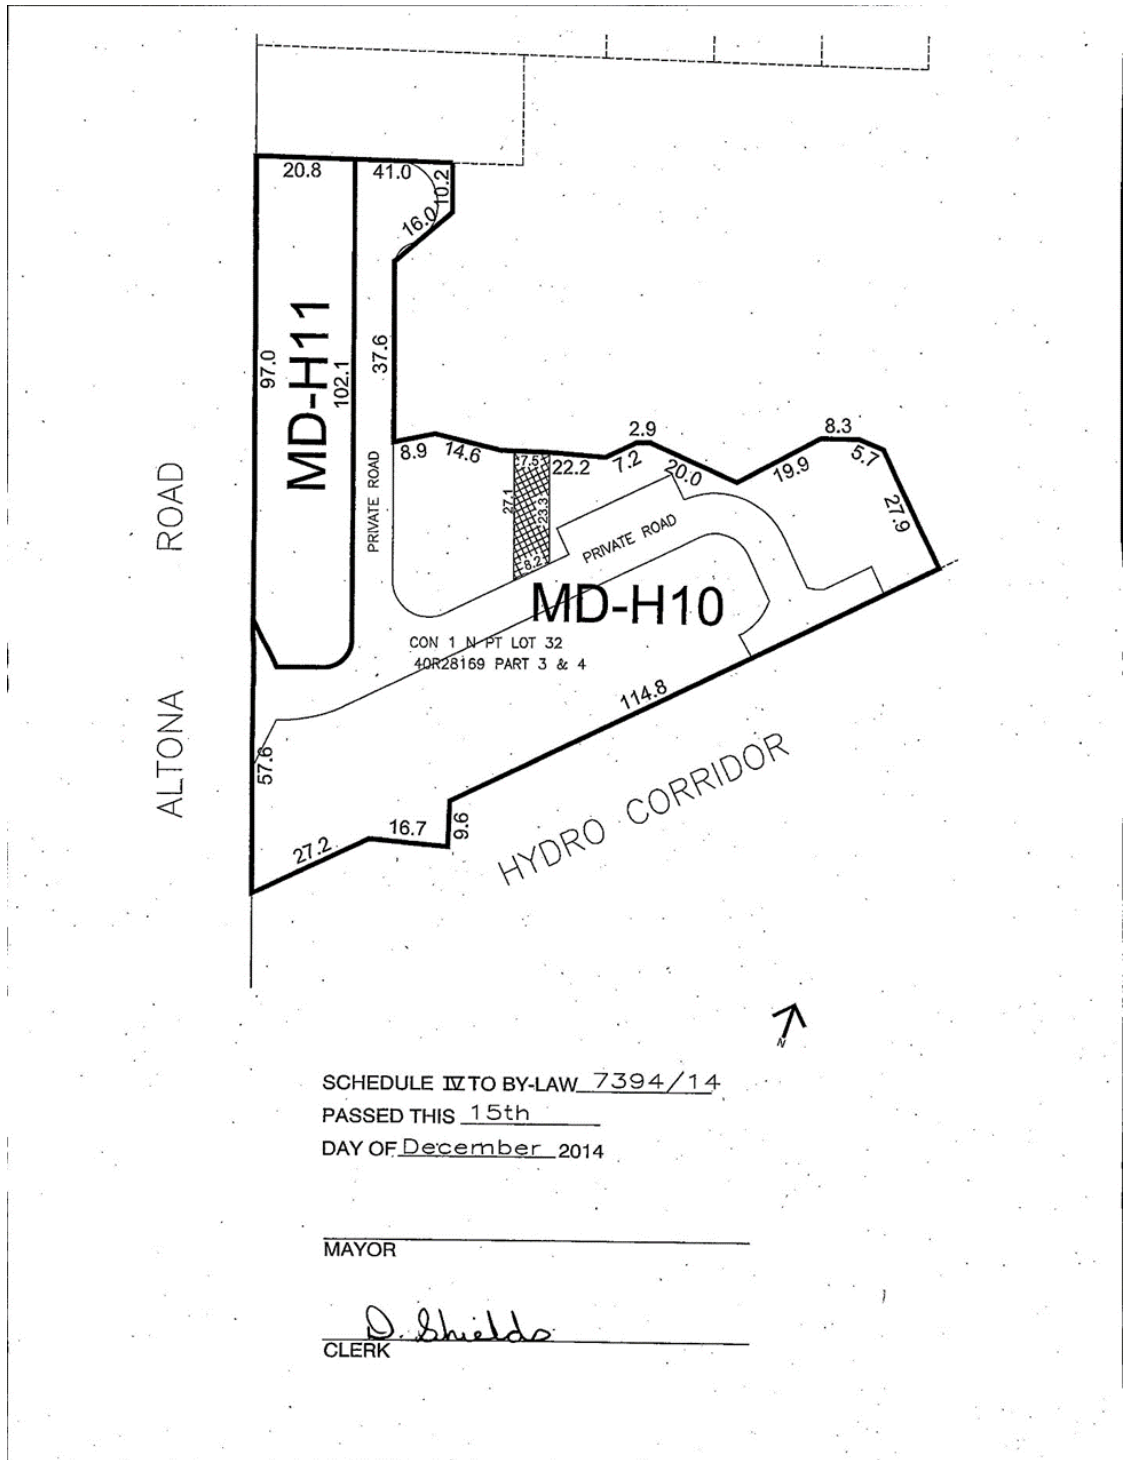 20.8
41.0
10.2
16.0
97.0
MD-H11
102.1
37.6
PRIVATE ROAD
8.9
14.6
7.5
22.2
7.2
2.9
20.0
19.9
8.3
5.7
27.9
27.1
23.3
8.2
PRIVATE ROAD
MD-H10
CON 1 N PT LOT 32
40R28169 PART 3 & 4
ALTONA ROAD
57.6
114.8
27.2
16.7
9.6
HYDRO CORRIDOR
N
SCHEDULE IV TO BY-LAW 7394/14
PASSED THIS 15th
DAY OF December 2014
MAYOR
D. Shields
CLERK